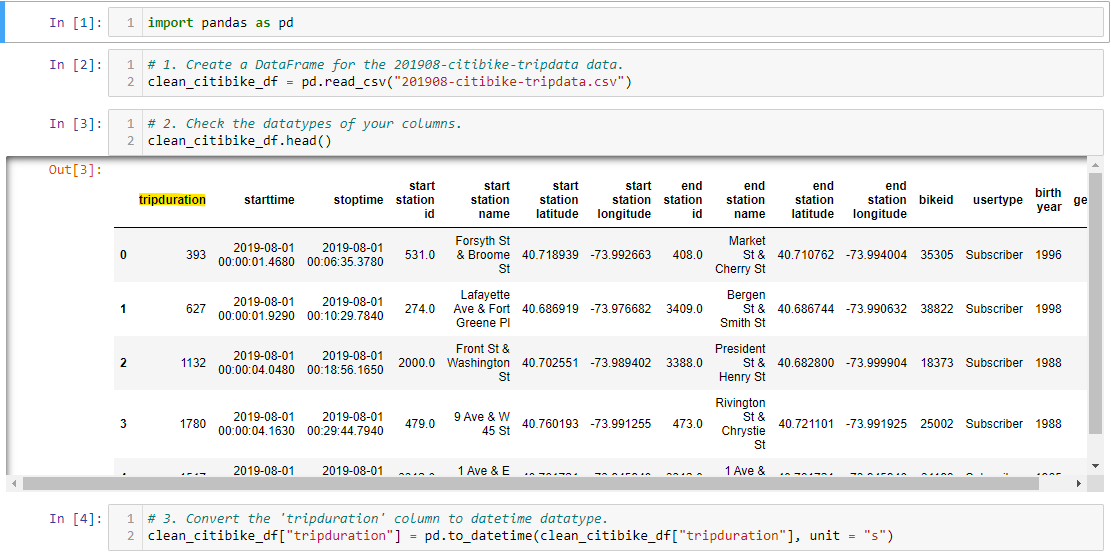 In [1]: 1 import pandas as pd
In [2]: 1 # 1. Create a DataFrame for the 201908-citibike-tripdata data.
2 clean_citibike_df = pd.read_csv("201908-citibike-tripdata.csv")
In [3]: 1 # 2. Check the datatypes of your columns.
2 clean_citibike_df.head()
Out[3]:
tripduration starttime stoptime start station id start station name start station latitude start station longitude end station id end station name end station latitude end station longitude bikeid usertype birth year ge
0 393 2019-08-01 00:00:01.4680 2019-08-01 00:06:35.3780 531.0 Forsyth St & Broome St 40.718939 -73.992663 408.0 Market St & Cherry St 40.710762 -73.994004 35305 Subscriber 1996
1 627 2019-08-01 00:00:01.9290 2019-08-01 00:10:29.7840 274.0 Lafayette Ave & Fort Greene Pl 40.686919 -73.976682 3409.0 Bergen St & Smith St 40.686744 -73.990632 38822 Subscriber 1998
2 1132 2019-08-01 00:00:04.0480 2019-08-01 00:18:56.1650 2000.0 Front St & Washington St 40.702551 -73.989402 3388.0 President St & Henry St 40.682800 -73.999904 18373 Subscriber 1988
3 1780 2019-08-01 00:00:04.1630 2019-08-01 00:29:44.7940 479.0 9 Ave & W 45 St 40.760193 -73.991255 473.0 Rivington St & Chrystie St 40.721101 -73.991925 25002 Subscriber 1988
2019-08-01 2019-08-01 1 Ave & E 1 Ave &
In [4]: 1 # 3. Convert the 'tripduration' column to datetime datatype.
2 clean_citibike_df["tripduration"] = pd.to_datetime(clean_citibike_df["tripduration"], unit = "s")